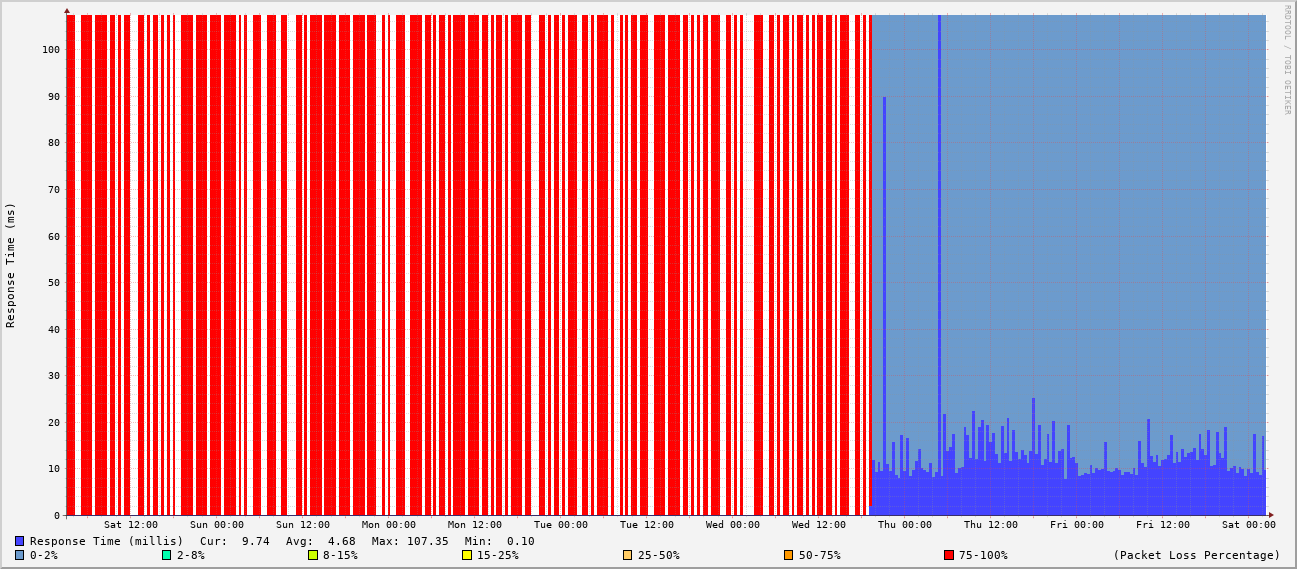 RRDTOOL / TOBI OETIKER
Response Time (ms)
100
90
80
70
60
50
40
30
20
10
0
Sat 12:00 Sun 00:00 Sun 12:00 Mon 00:00 Mon 12:00 Tue 00:00 Tue 12:00 Wed 00:00 Wed 12:00 Thu 00:00 Thu 12:00 Fri 00:00 Fri 12:00 Sat 00:00
Response Time (millis) Cur: 9.74 Avg: 4.68 Max: 107.35 Min: 0.10
0-2% 2-8% 8-15% 15-25% 25-50% 50-75% 75-100% (Packet Loss Percentage)